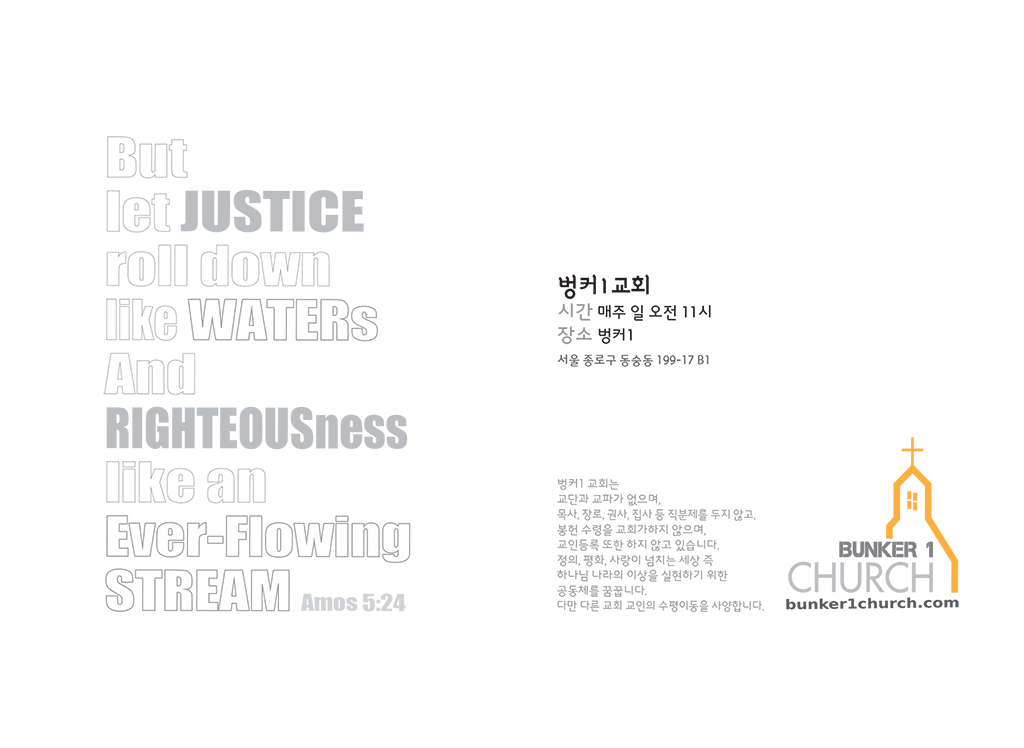 But
let JUSTICE
roll down
like WATERs
And
RIGHTEOUSness
like an
Ever-Flowing
STREAM Amos 5:24
벙커1교회
시간 매주 일 오전 11시
장소 벙커1
서울 종로구 동숭동 199-17 B1
벙커1 교회는
교단과 교파가 없으며,
목사, 장로, 권사, 집사 등 직분제를 두지 않고,
봉헌 수령을 교회가하지 않으며,
교인등록 또한 하지 않고 있습니다.
정의, 평화, 사랑이 넘치는 세상 즉
하나님 나라의 이상을 실현하기 위한
공동체를 꿈꿉니다.
다만 다른 교회 교인의 수평이동을 사양합니다.
BUNKER 1
CHURCH
bunker1church.com